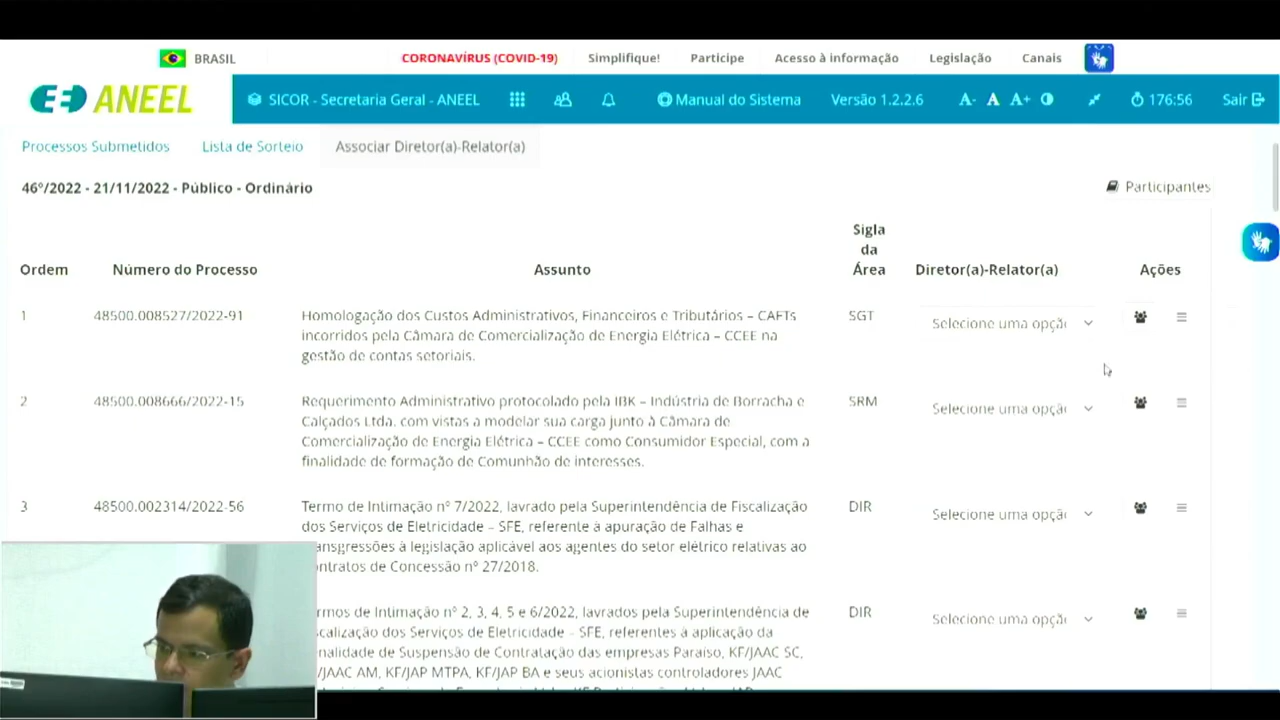 BRASIL
CORONAVÍRUS (COVID-19)
Simplifique!
Participe
Acesso à informação
Legislação
Canais
ANEEL
SICOR - Secretaria Geral - ANEEL
Manual do Sistema
Versão 1.2.2.6
A-
A
A+
176:56
Sair
Processos Submetidos
Lista de Sorteio
Associar Diretor(a)-Relator(a)
46º/2022 - 21/11/2022 - Público - Ordinário
Participantes
Ordem
Número do Processo
Assunto
Sigla
da
Área
Diretor(a)-Relator(a)
Ações
1
48500.008527/2022-91
Homologação dos Custos Administrativos, Financeiros e Tributários – CAFTs
incorridos pela Câmara de Comercialização de Energia Elétrica – CCEE na
gestão de contas setoriais.
SGT
Selecione uma opçã
2
48500.008666/2022-15
Requerimento Administrativo protocolado pela IBK – Indústria de Borracha e
Calçados Ltda. com vistas a modelar sua carga junto à Câmara de
Comercialização de Energia Elétrica – CCEE como Consumidor Especial, com a
finalidade de formação de Comunhão de interesses.
SRM
Selecione uma opçã
3
48500.002314/2022-56
Termo de Intimação nº 7/2022, lavrado pela Superintendência de Fiscalização
dos Serviços de Eletricidade – SFE, referente à apuração de Falhas e
ransgressões à legislação aplicável aos agentes do setor elétrico relativas ao
ontratos de Concessão nº 27/2018.
DIR
Selecione uma opçã
rmos de Intimação nº 2, 3, 4, 5 e 6/2022, lavrados pela Superintendência de
scalização dos Serviços de Eletricidade - SFE, referentes à aplicação da
nalidade de Suspensão de Contratação das empresas Paraíso, KF/JAAC SC,
/JAAC AM, KF/JAP MTPA, KF/JAP BA e seus acionistas controladores JAAC
DIR
Selecione uma opçã